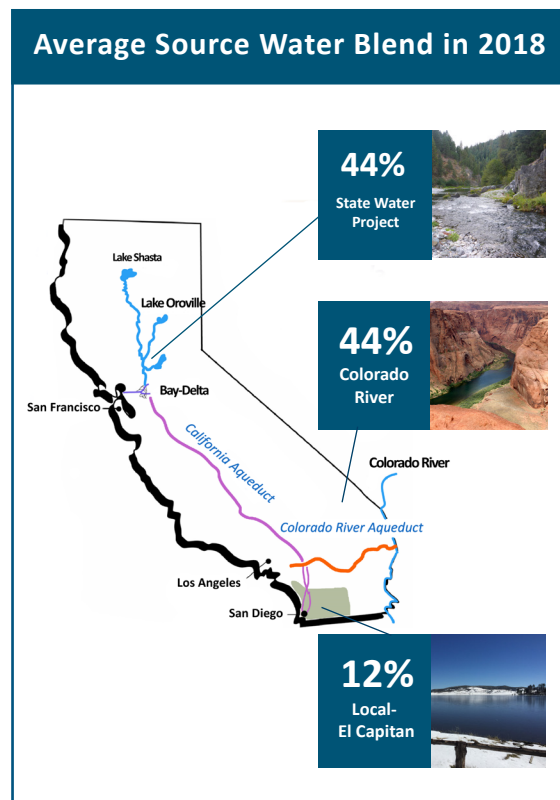 Average Source Water Blend in 2018
44%
State Water
Project
Lake Shasta
Lake Oroville
44%
Colorado
River
Bay-Delta
San Francisco
California Aqueduct
Colorado River
Colorado River Aqueduct
Los Angeles
San Diego
12%
Local-
El Capitan